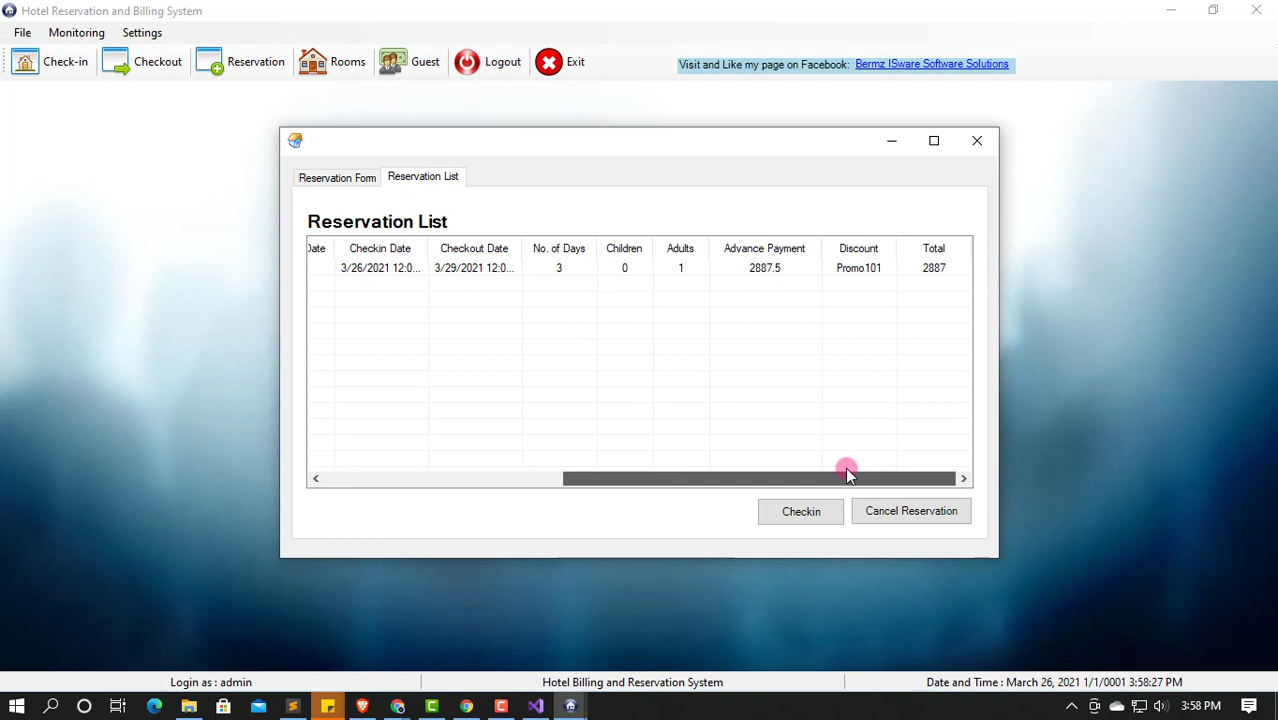 Hotel Reservation and Billing System
File Monitoring Settings
Check-in Checkout Reservation Rooms Guest Logout Exit Visit and Like my page on Facebook: Bermz ISware Software Solutions
Reservation Form Reservation List
Reservation List
Date Checkin Date Checkout Date No. of Days Children Adults Advance Payment Discount Total
3/26/2021 12:0... 3/29/2021 12:0... 3 0 1 2887.5 Promo101 2887
Checkin Cancel Reservation
Login as : admin Hotel Billing and Reservation System Date and Time : March 26, 2021 1/1/0001 3:58:27 PM
3:58 PM